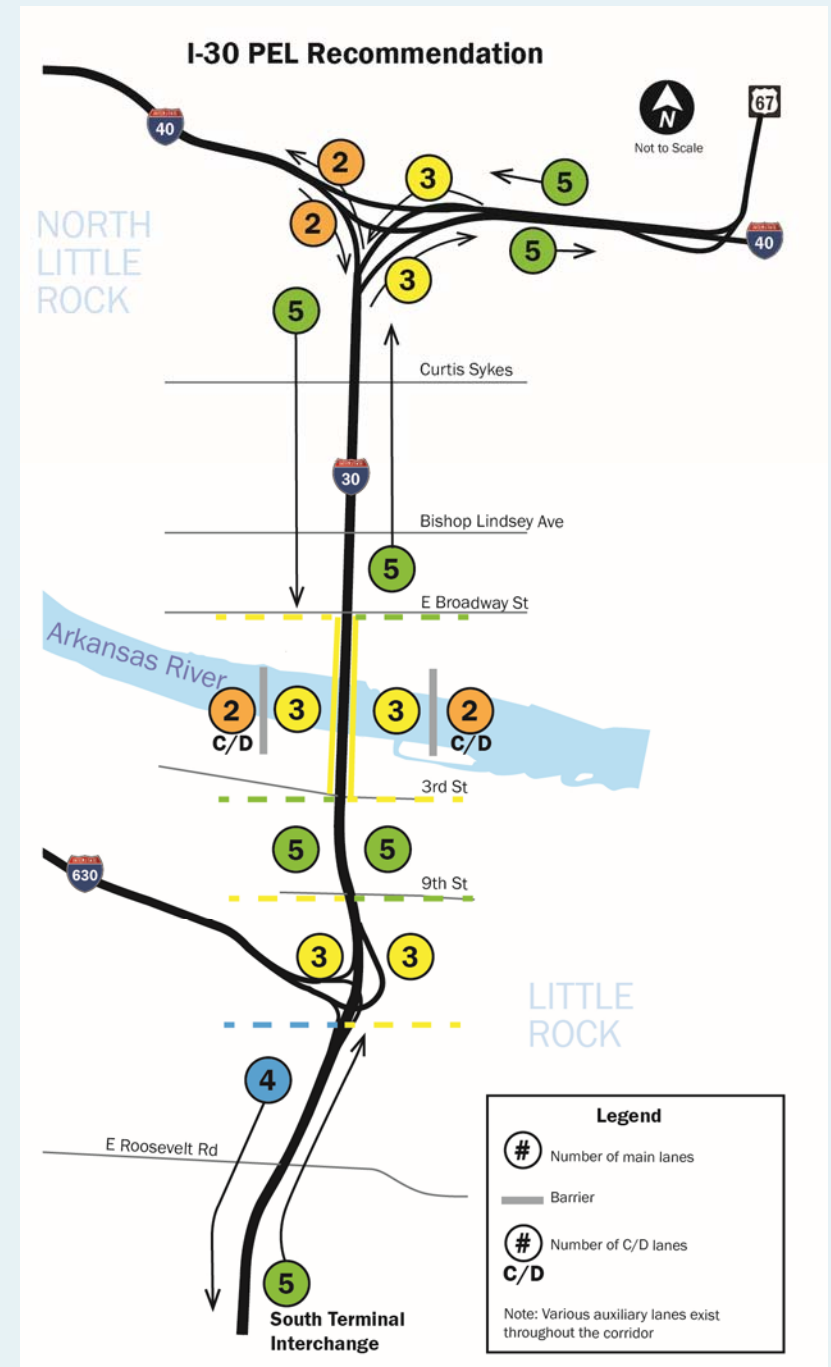 I-30 PEL Recommendation
67
40
N
Not to Scale
2
3
5
NORTH
LITTLE
ROCK
2
5
40
3
5
Curtis Sykes
30
Bishop Lindsey Ave
5
E Broadway St
Arkansas River
2
C/D
3
3
2
C/D
3rd St
5
5
630
9th St
3
3
LITTLE
ROCK
4
E Roosevelt Rd
5
South Terminal
Interchange
Legend
# Number of main lanes
Barrier
# Number of C/D lanes
C/D
Note: Various auxiliary lanes exist
throughout the corridor